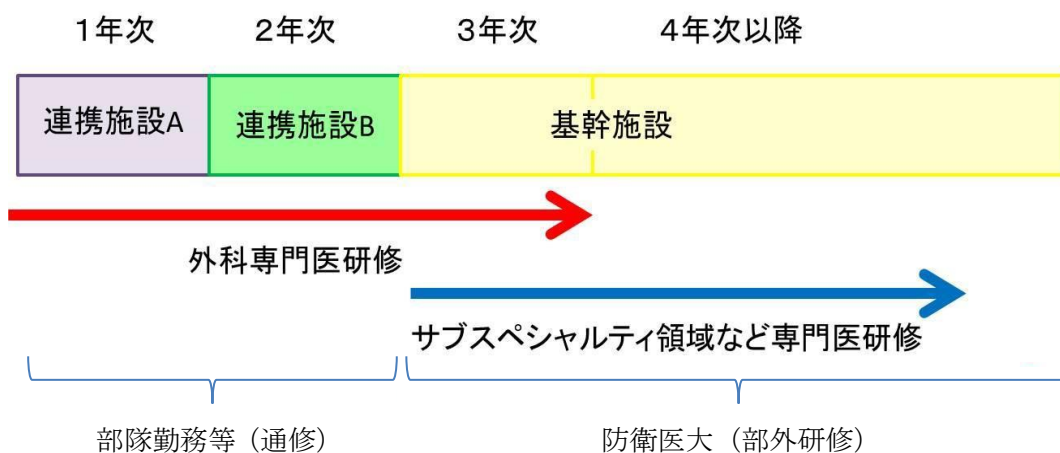 1年次 2年次 3年次 4年次以降
連携施設A 連携施設B 基幹施設
外科専門医研修
サブスペシャルティ領域など専門医研修
部隊勤務等（通修） 防衛医大（部外研修）